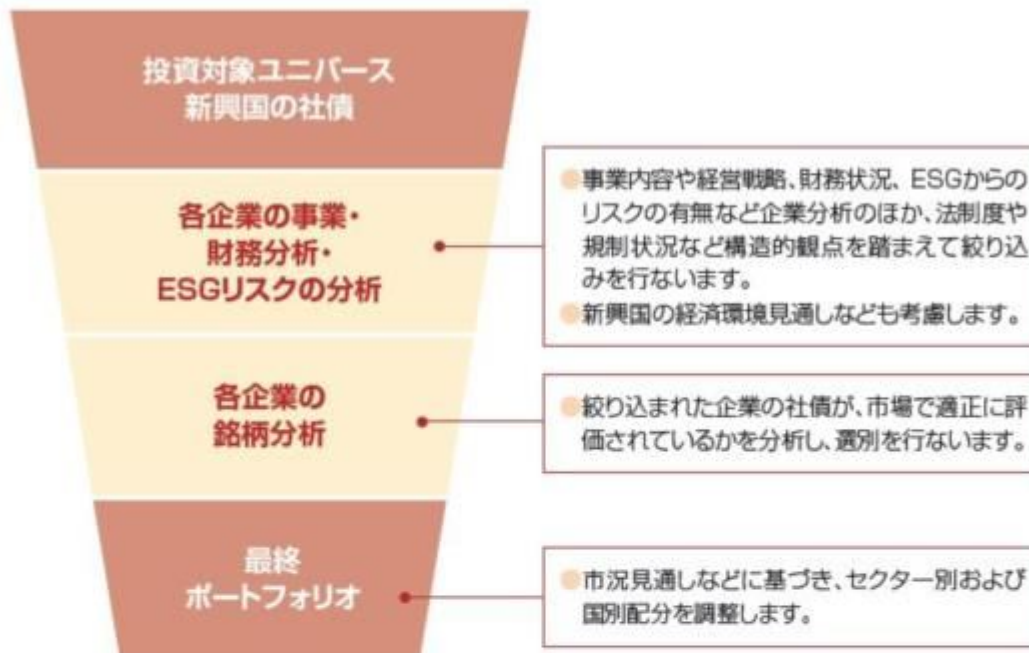 投資対象ユニバース
新興国の社債
各企業の事業・
財務分析・
ESGリスクの分析
●事業内容や経営戦略、財務状況、ESGからの
リスクの有無など企業分析のほか、法制度や
規制状況など構造的観点を踏まえて絞り込
みを行ないます。
●新興国の経済環境見通しなども考慮します。
各企業の
銘柄分析
●絞り込まれた企業の社債が、市場で適正に評
価されているかを分析し、選別を行ないます。
最終
ポートフォリオ
●市況見通しなどに基づき、セクター別および
国別配分を調整します。